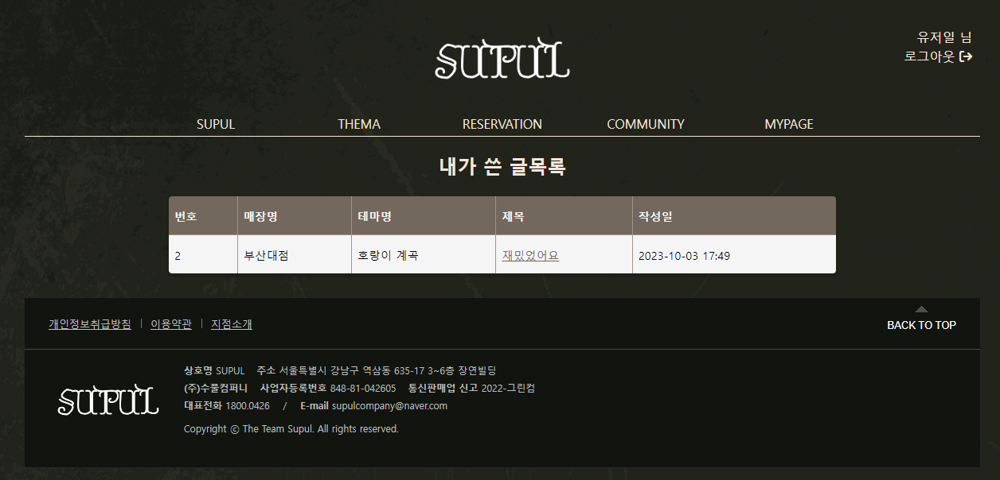 유저일 님
SUPUL
로그아웃
SUPUL THEMA RESERVATION COMMUNITY MYPAGE
내가 쓴 글목록
번호 매장명 테마명 제목 작성일
2 부산대점 호랑이 계곡 재밌었어요 2023-10-03 17:49
개인정보취급방침 | 이용약관 | 지점소개
BACK TO TOP
상호명 SUPUL 주소 서울특별시 강남구 역삼동 635-17 3~6층 장연빌딩
(주)수풀컴퍼니 사업자등록번호 848-81-042605 통신판매업 신고 2022-그린컴
SUPUL
대표전화 1800.0426 / E-mail supulcompany@naver.com
Copyright ⓒ The Team Supul. All rights reserved.